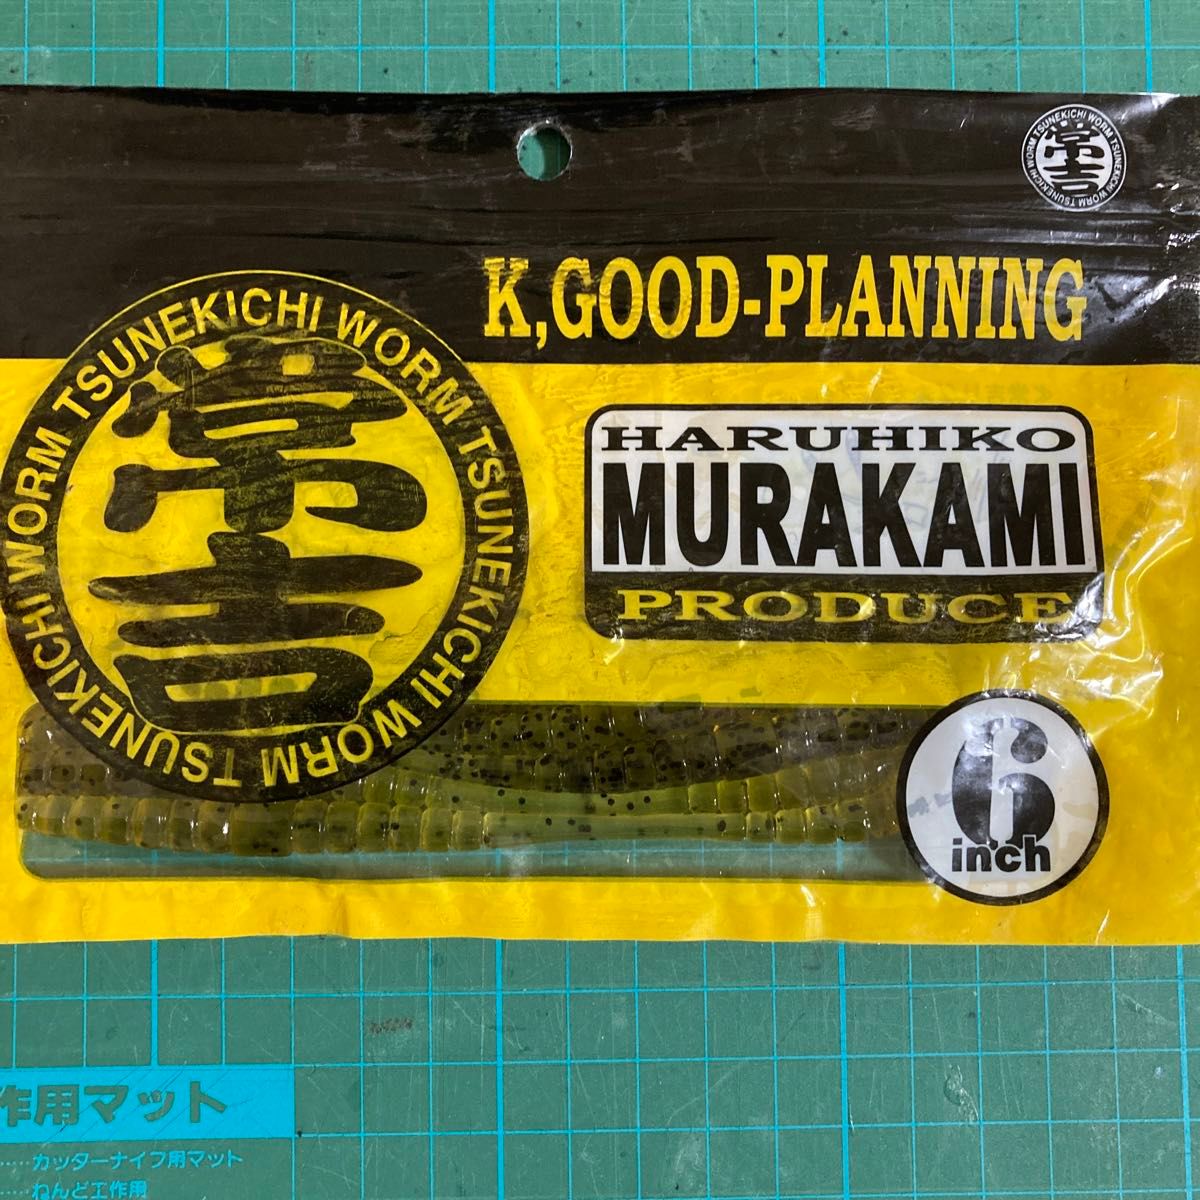 TSUNEKICHI WORM TSUNEKICHI WORM TSUNEKICHI WORM
常吉
K,GOOD-PLANNING
TSUNEKICHI WORM TSUNEKICHI WORM TSUNEKICHI WORM
常吉
HARUHIKO
MURAKAMI
PRODUCE
6
inch
作用マット
……カッターナイフ用マット
……ねんど工作用